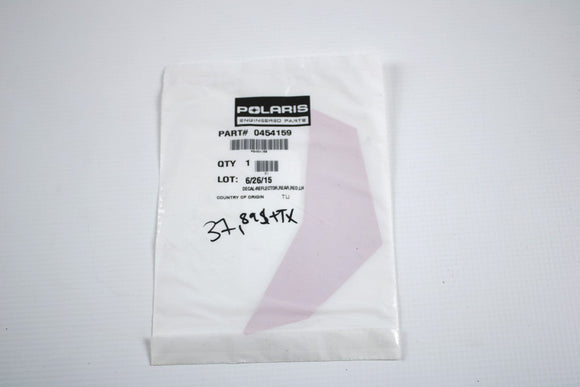 POLARIS
ENGINEERED PARTS
PART# 0454159
QTY 1
LOT: 6/26/15
DECAL-REFLECTOR,REAR,RED,LH
COUNTRY OF ORIGIN TU
37,89$+TX